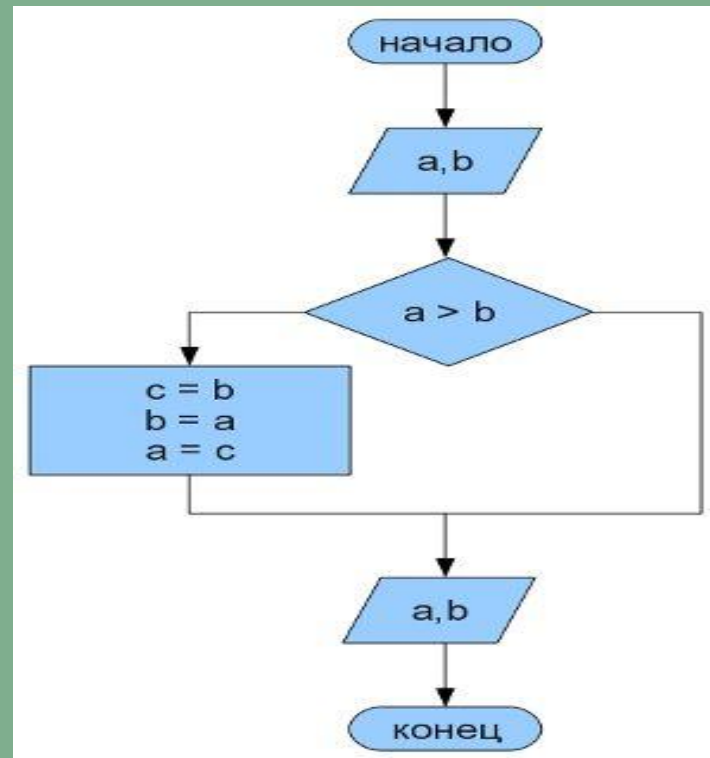 начало
a,b
a > b
c = b
b = a
a = c
a,b
конец